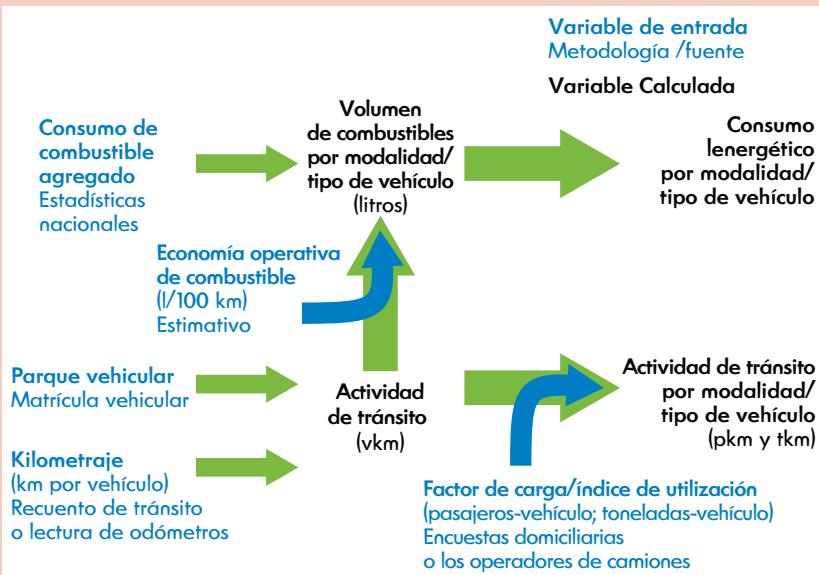 Variable de entrada
Metodología /fuente
Variable Calculada
Consumo de
combustible
agregado
Estadísticas
nacionales
Volumen
de combustibles
por modalidad/
tipo de vehículo
(litros)
Consumo
lenergético
por modalidad/
tipo de vehículo
Economía operativa
de combustible
(l/100 km)
Estimativo
Parque vehicular
Matrícula vehicular
Actividad
de tránsito
(vkm)
Actividad de tránsito
por modalidad/
tipo de vehículo
(pkm y tkm)
Kilometraje
(km por vehículo)
Recuento de tránsito
o lectura de odómetros
Factor de carga/índice de utilización
(pasajeros-vehículo; toneladas-vehículo)
Encuestas domiciliarias
o los operadores de camiones